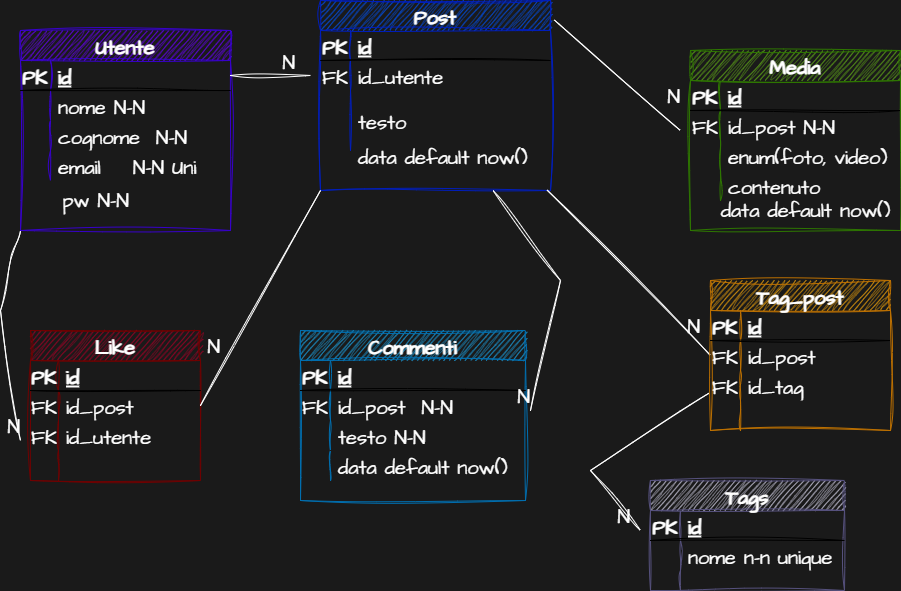 Utente
PK id
nome N-N
cognome N-N
email N-N Uni
pw N-N
N
Post
PK id
FK id_utente
testo
data default now()
N
Media
PK id
FK id_post N-N
enum(foto, video)
contenuto
data default now()
N
Like
PK id
FK id_post
FK id_utente
N
Commenti
PK id
FK id_post N-N
testo N-N
data default now()
N
N
Tag_post
PK id
FK id_post
FK id_tag
N
Tags
PK id
nome n-n unique
N